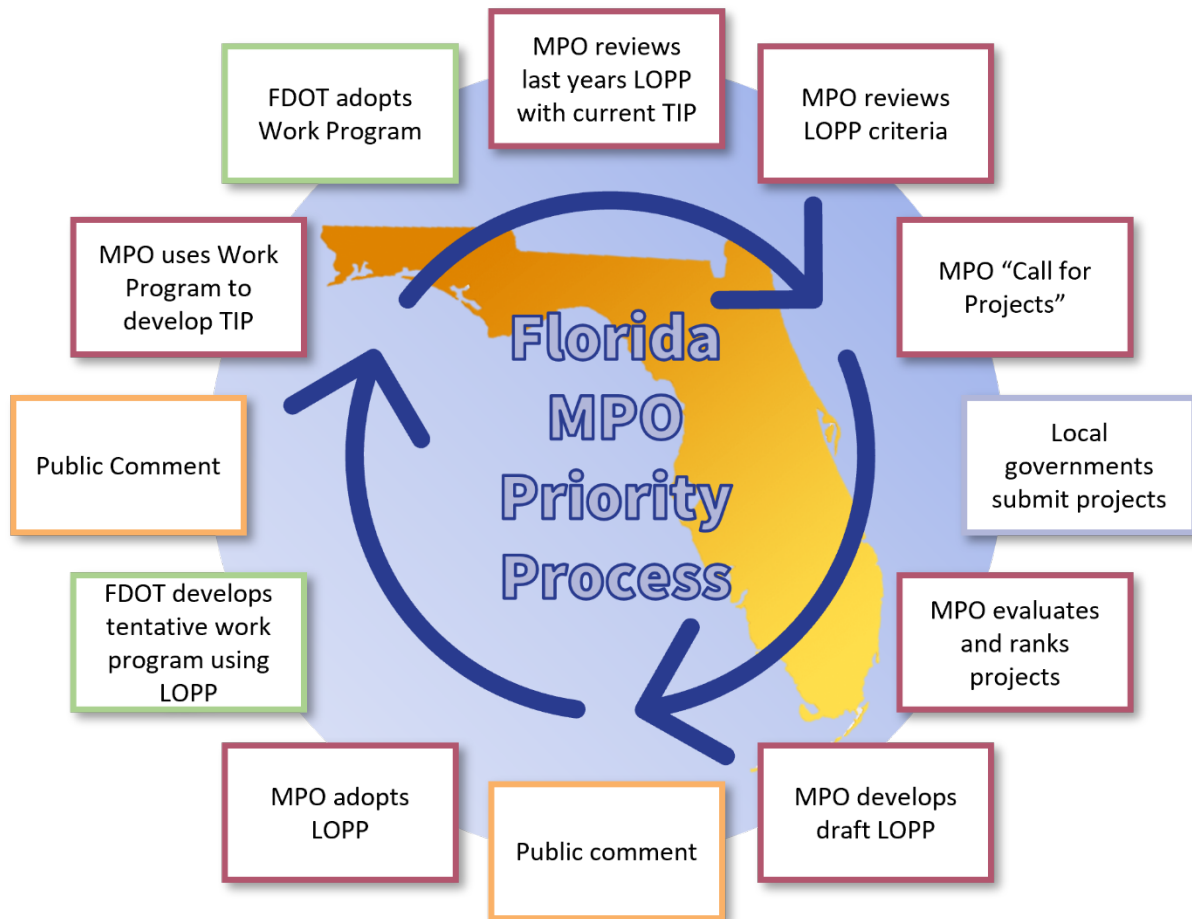 MPO reviews
last years LOPP
with current TIP
MPO reviews
LOPP criteria
MPO “Call for
Projects”
Local
governments
submit projects
MPO evaluates
and ranks
projects
MPO develops
draft LOPP
Public comment
MPO adopts
LOPP
FDOT develops
tentative work
program using
LOPP
Public Comment
MPO uses Work
Program to
develop TIP
FDOT adopts
Work Program
Florida
MPO
Priority
Process